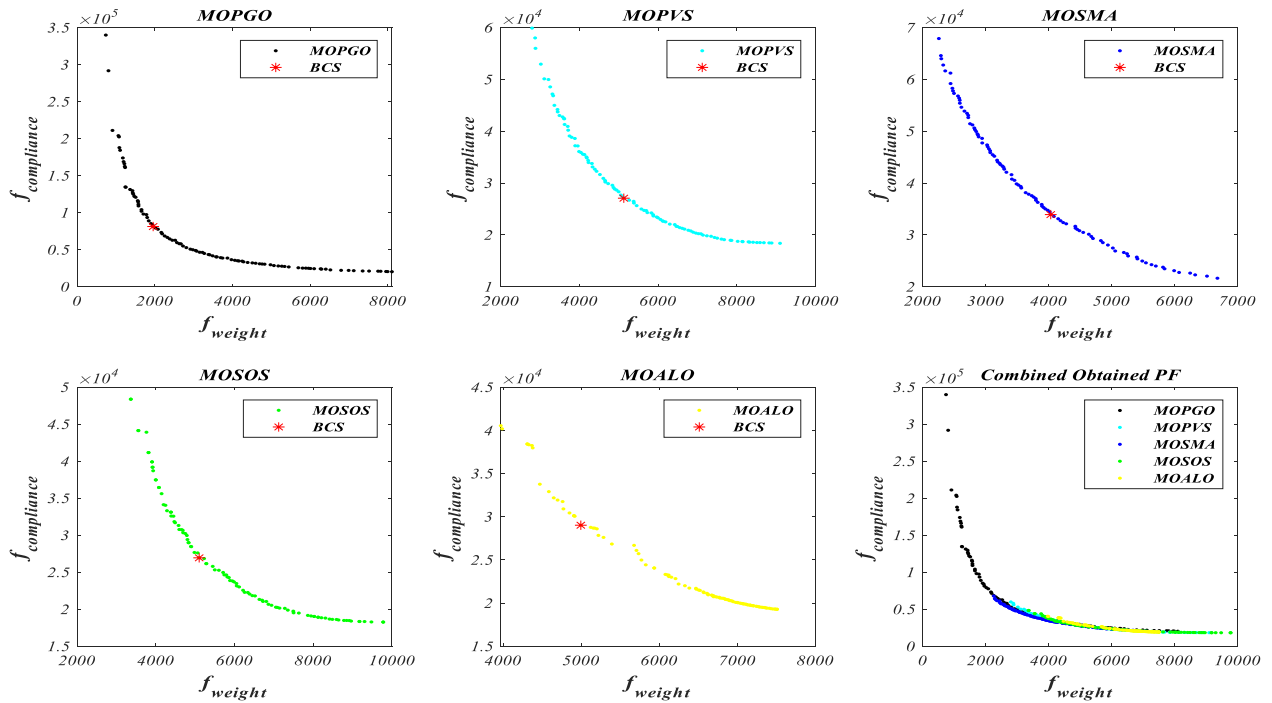 MOPGO
×10^5
3.5
3
2.5
2
1.5
1
0.5
0
f_compliance
0 2000 4000 6000 8000
f_weight
MOPGO
BCS
MOPVS
×10^4
6
5
4
3
2
1
f_compliance
2000 4000 6000 8000 10000
f_weight
MOPVS
BCS
MOSMA
×10^4
7
6
5
4
3
2
f_compliance
2000 3000 4000 5000 6000 7000
f_weight
MOSMA
BCS
MOSOS
×10^4
5
4.5
4
3.5
3
2.5
2
1.5
f_compliance
2000 4000 6000 8000 10000
f_weight
MOSOS
BCS
MOALO
×10^4
4.5
4
3.5
3
2.5
2
1.5
f_compliance
4000 5000 6000 7000 8000
f_weight
MOALO
BCS
Combined Obtained PF
×10^5
3.5
3
2.5
2
1.5
1
0.5
0
f_compliance
0 2000 4000 6000 8000 10000
f_weight
MOPGO
MOPVS
MOSMA
MOSOS
MOALO